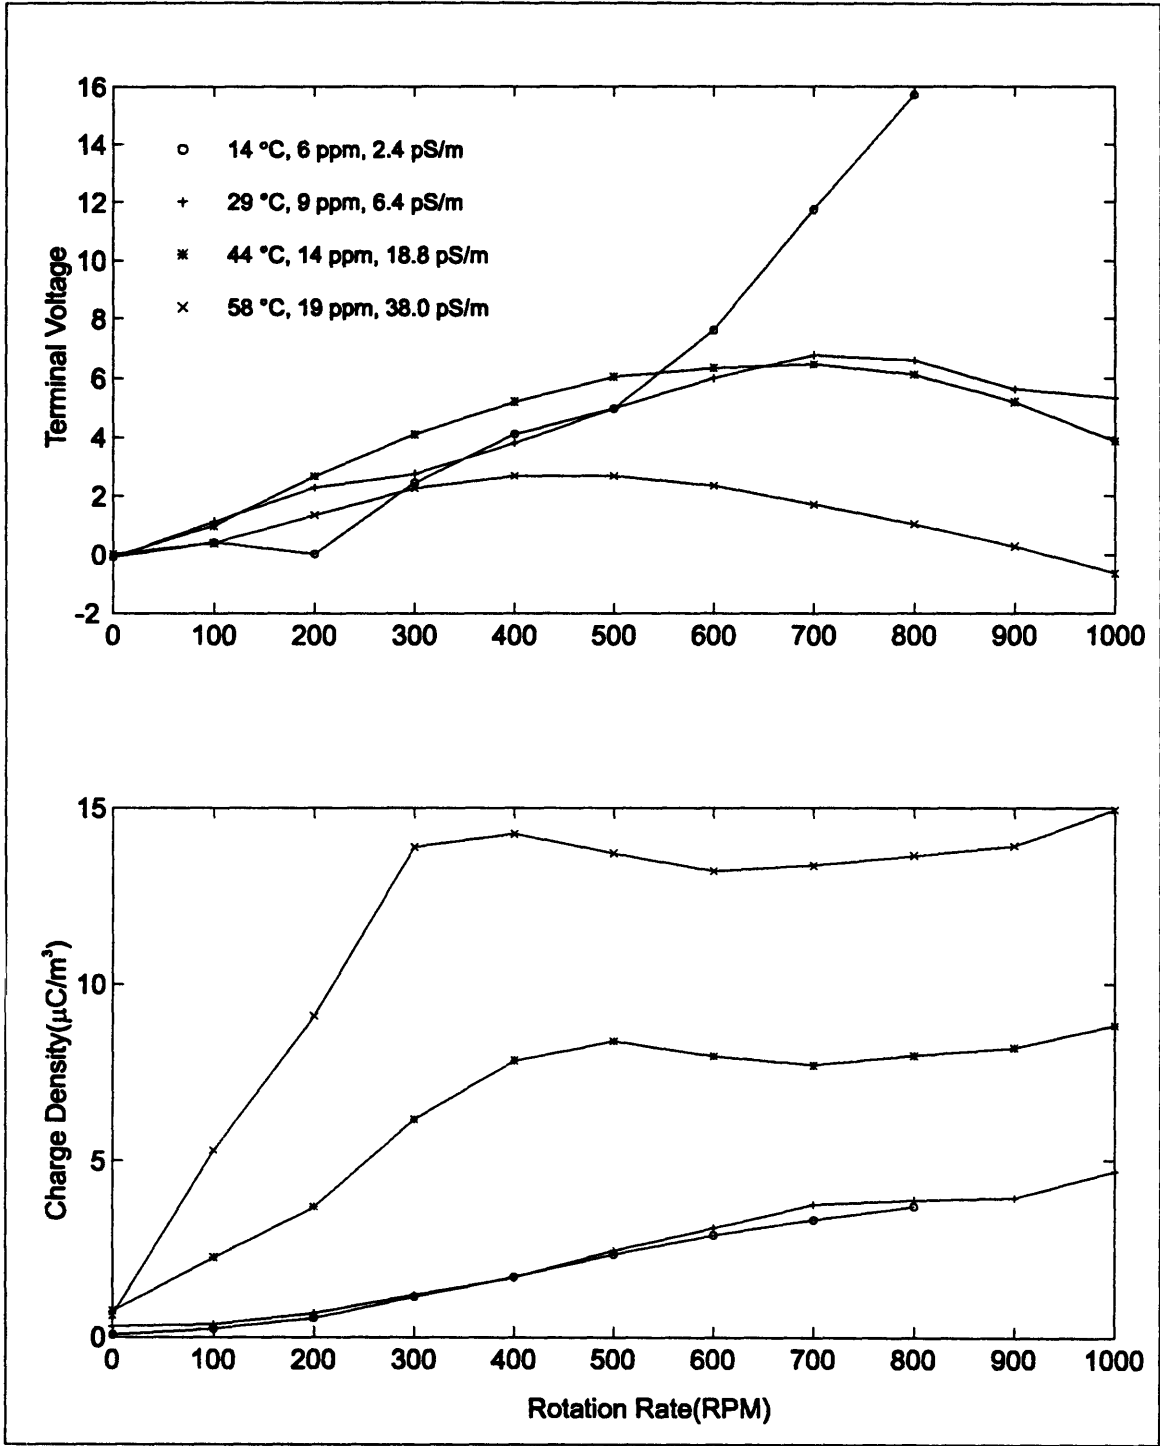 16
14
12
10
8
6
4
2
0
-2
Terminal Voltage
14 °C, 6 ppm, 2.4 pS/m
29 °C, 9 ppm, 6.4 pS/m
44 °C, 14 ppm, 18.8 pS/m
58 °C, 19 ppm, 38.0 pS/m
0 100 200 300 400 500 600 700 800 900 1000
15
10
5
0
Charge Density(μC/m³)
0 100 200 300 400 500 600 700 800 900 1000
Rotation Rate(RPM)